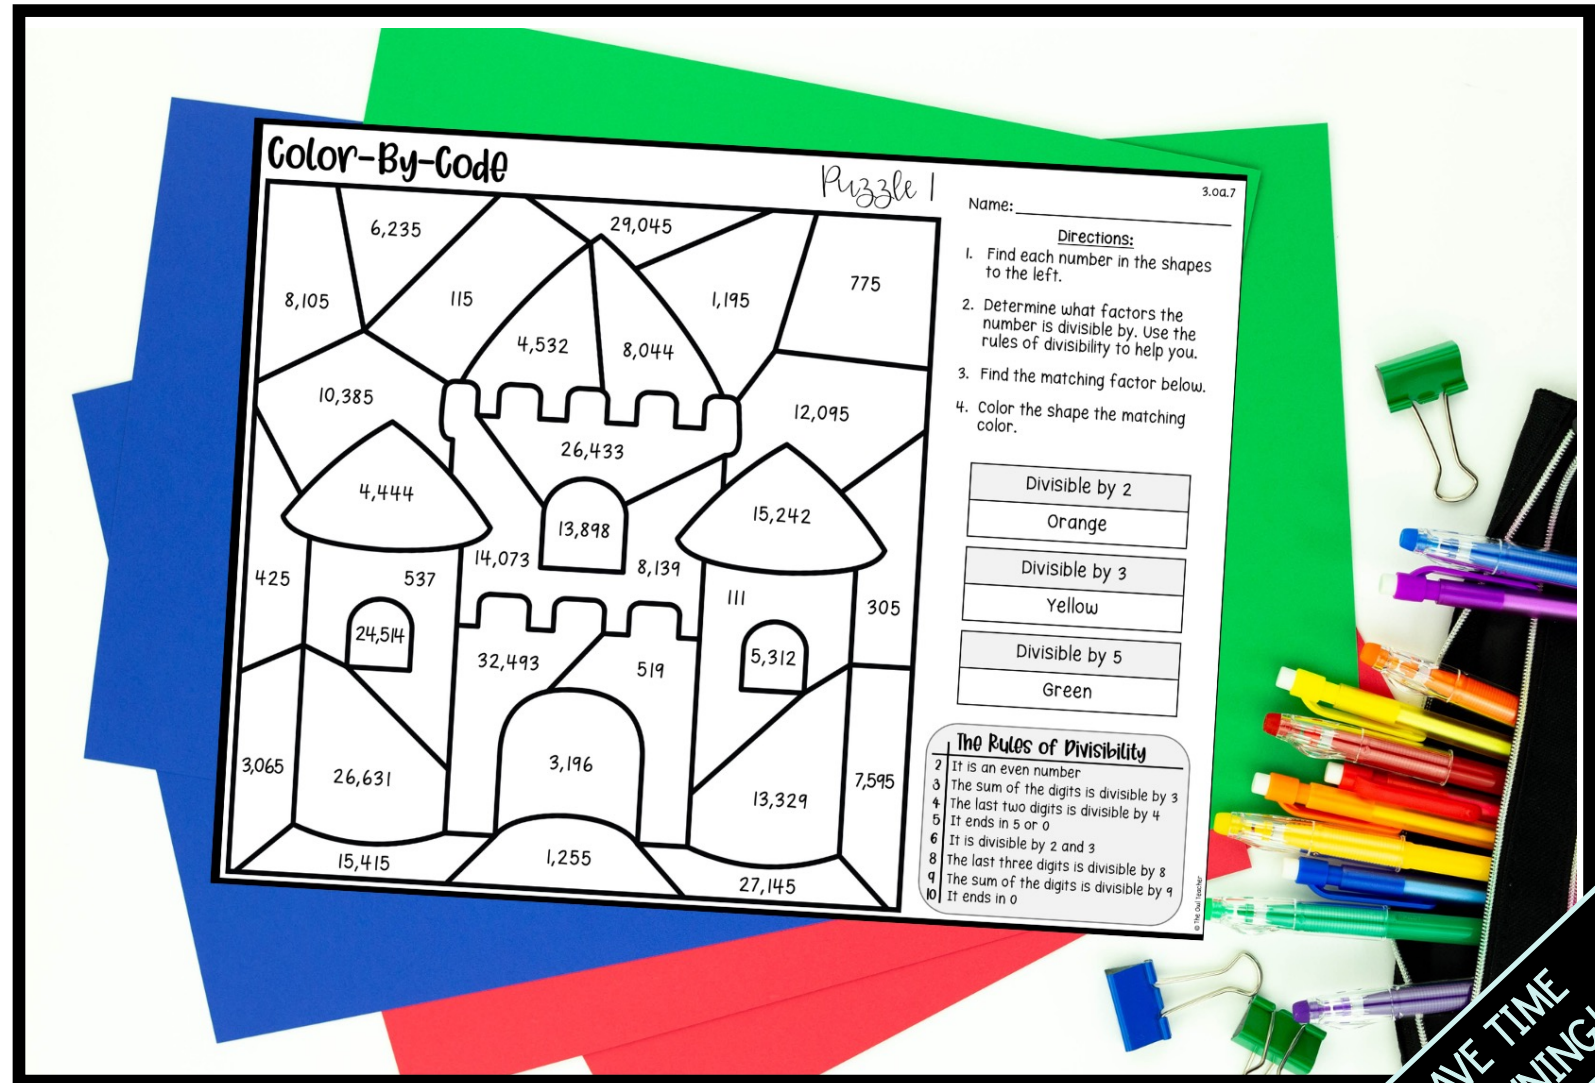 Color-By-Code
Puzzle 1
3.oa.7
Name:
6,235
29,045
8,105
115
1,195
775
4,532
8,044
10,385
12,095
26,433
4,444
15,242
13,898
14,073
8,139
425
537
111
305
24,514
5,312
32,493
519
3,065
26,631
3,196
13,329
7,595
15,415
1,255
27,145
Directions:
1. Find each number in the shapes
to the left.
2. Determine what factors the
number is divisible by. Use the
rules of divisibility to help you.
3. Find the matching factor below.
4. Color the shape the matching
color.
Divisible by 2
Orange
Divisible by 3
Yellow
Divisible by 5
Green
The Rules of Divisibility
2 It is an even number
3 The sum of the digits is divisible by 3
4 The last two digits is divisible by 4
5 It ends in 5 or 0
6 It is divisible by 2 and 3
8 The last three digits is divisible by 8
9 The sum of the digits is divisible by 9
10 It ends in 0
© The Owl Teacher
TIME